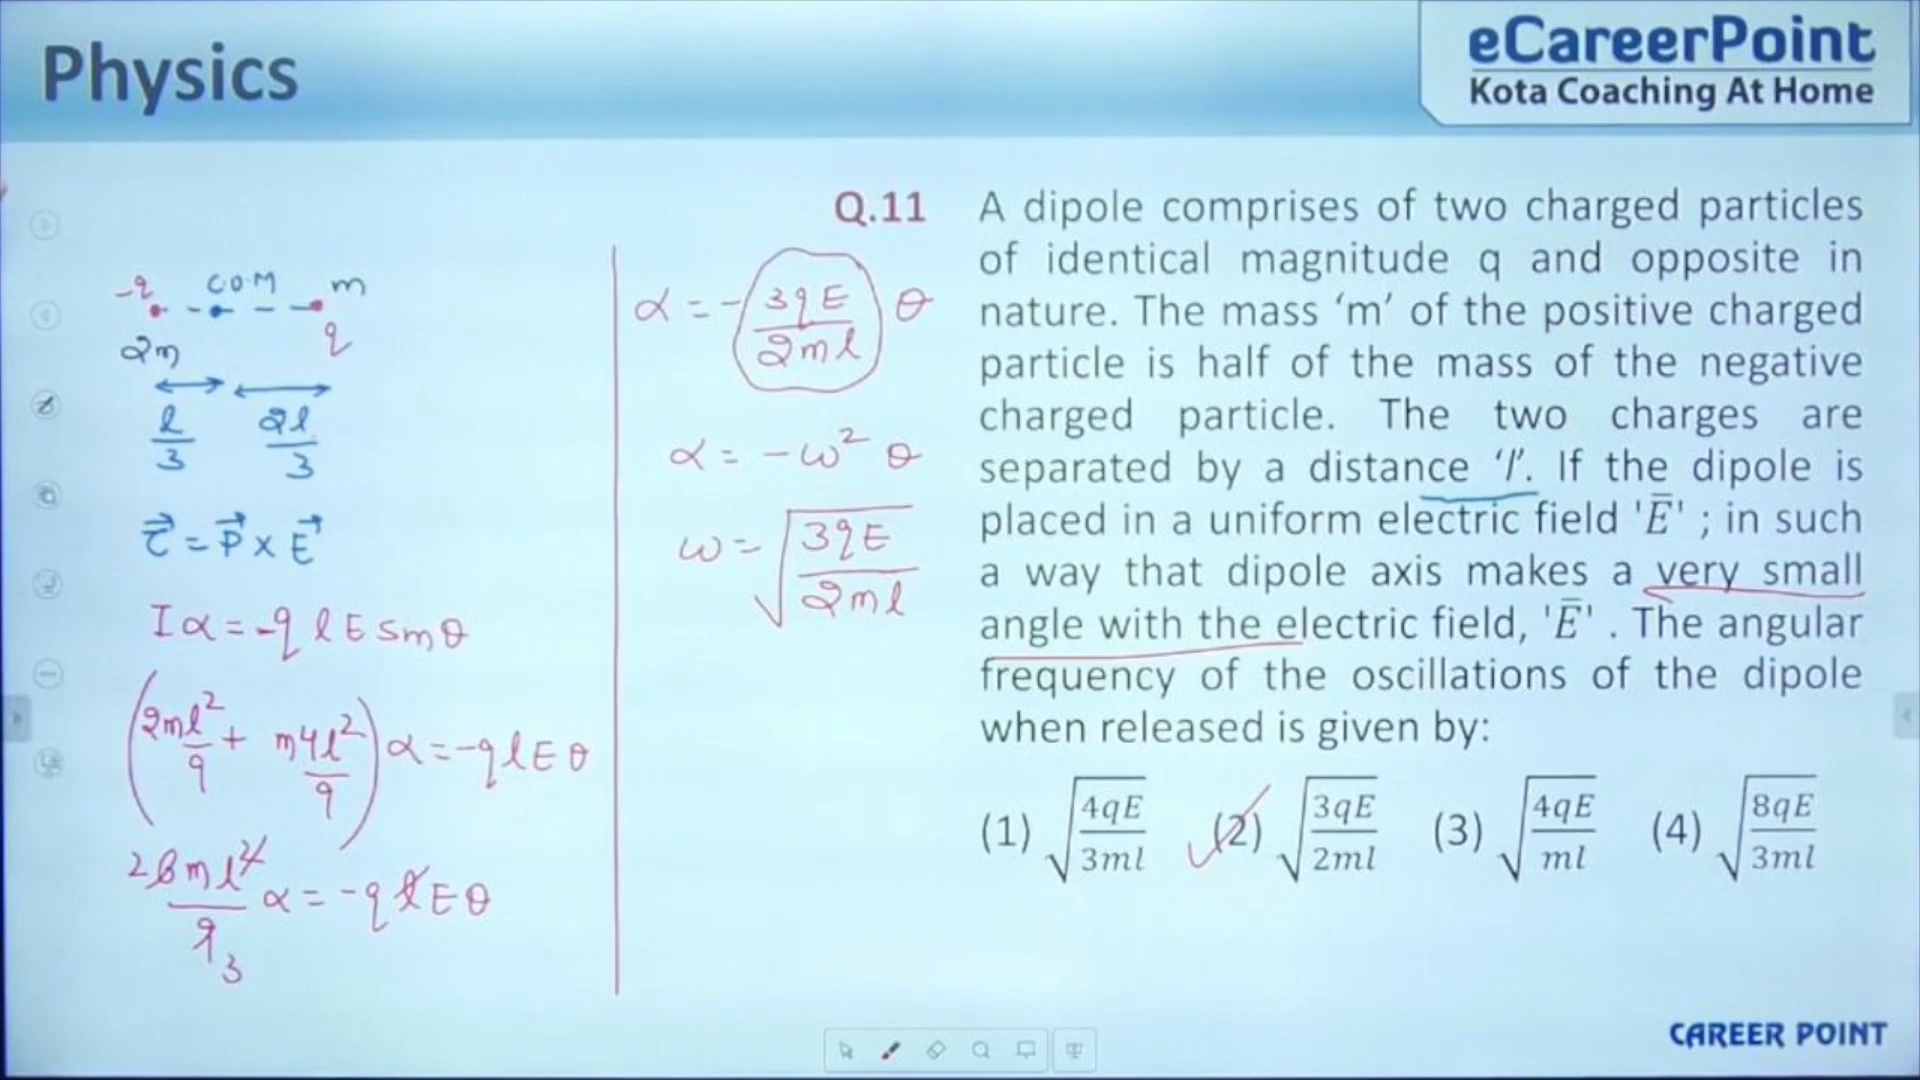 Physics
eCareerPoint
Kota Coaching At Home
Q.11 A dipole comprises of two charged particles
of identical magnitude q and opposite in
nature. The mass ‘m’ of the positive charged
particle is half of the mass of the negative
charged particle. The two charges are
separated by a distance ‘l’. If the dipole is
placed in a uniform electric field 'E̅' ; in such
a way that dipole axis makes a very small
angle with the electric field, 'E̅' . The angular
frequency of the oscillations of the dipole
when released is given by:
(1) √(4qE/3ml) (2) √(3qE/2ml) (3) √(4qE/ml) (4) √(8qE/3ml)
-q C O M m
2m q
l/3 2l/3
τ⃗ = P⃗ × E⃗
Iα = -q l E sinθ
(2ml²/9 + m4l²/9) α = -q l E θ
2 6 m l² / 9 3 α = -q l E θ
α = -(3qE/2ml) θ
α = -ω² θ
ω = √(3qE/2ml)
CAREER POINT